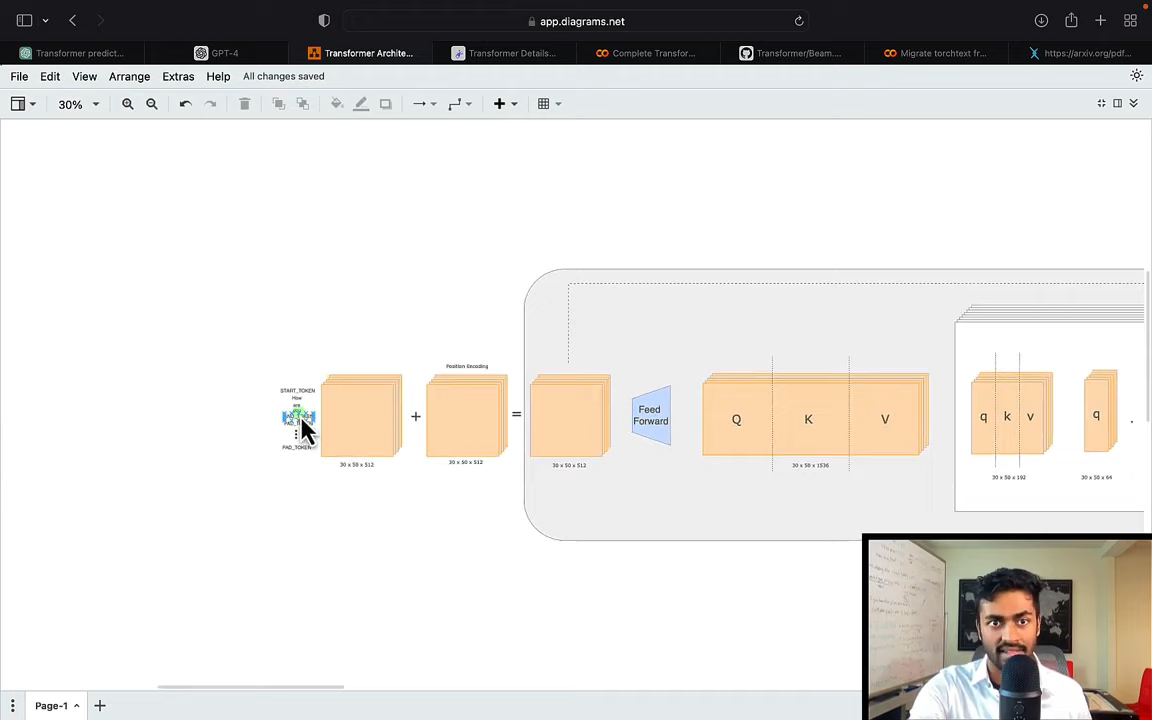 app.diagrams.net
Transformer predict...
GPT-4
Transformer Archite...
Transformer Details...
Complete Transfor...
Transformer/Beam....
Migrate torchtext fr...
https://arxiv.org/pdf...
File Edit View Arrange Extras Help All changes saved
30%
Position Encoding
START_TOKEN
How
are
PAD_TOKEN
+
=
Feed
Forward
Q K V
q k v
q
30 x 50 x 512
30 x 50 x 512
30 x 50 x 512
30 x 50 x 1536
30 x 50 x 192
30 x 50 x 64
Page-1